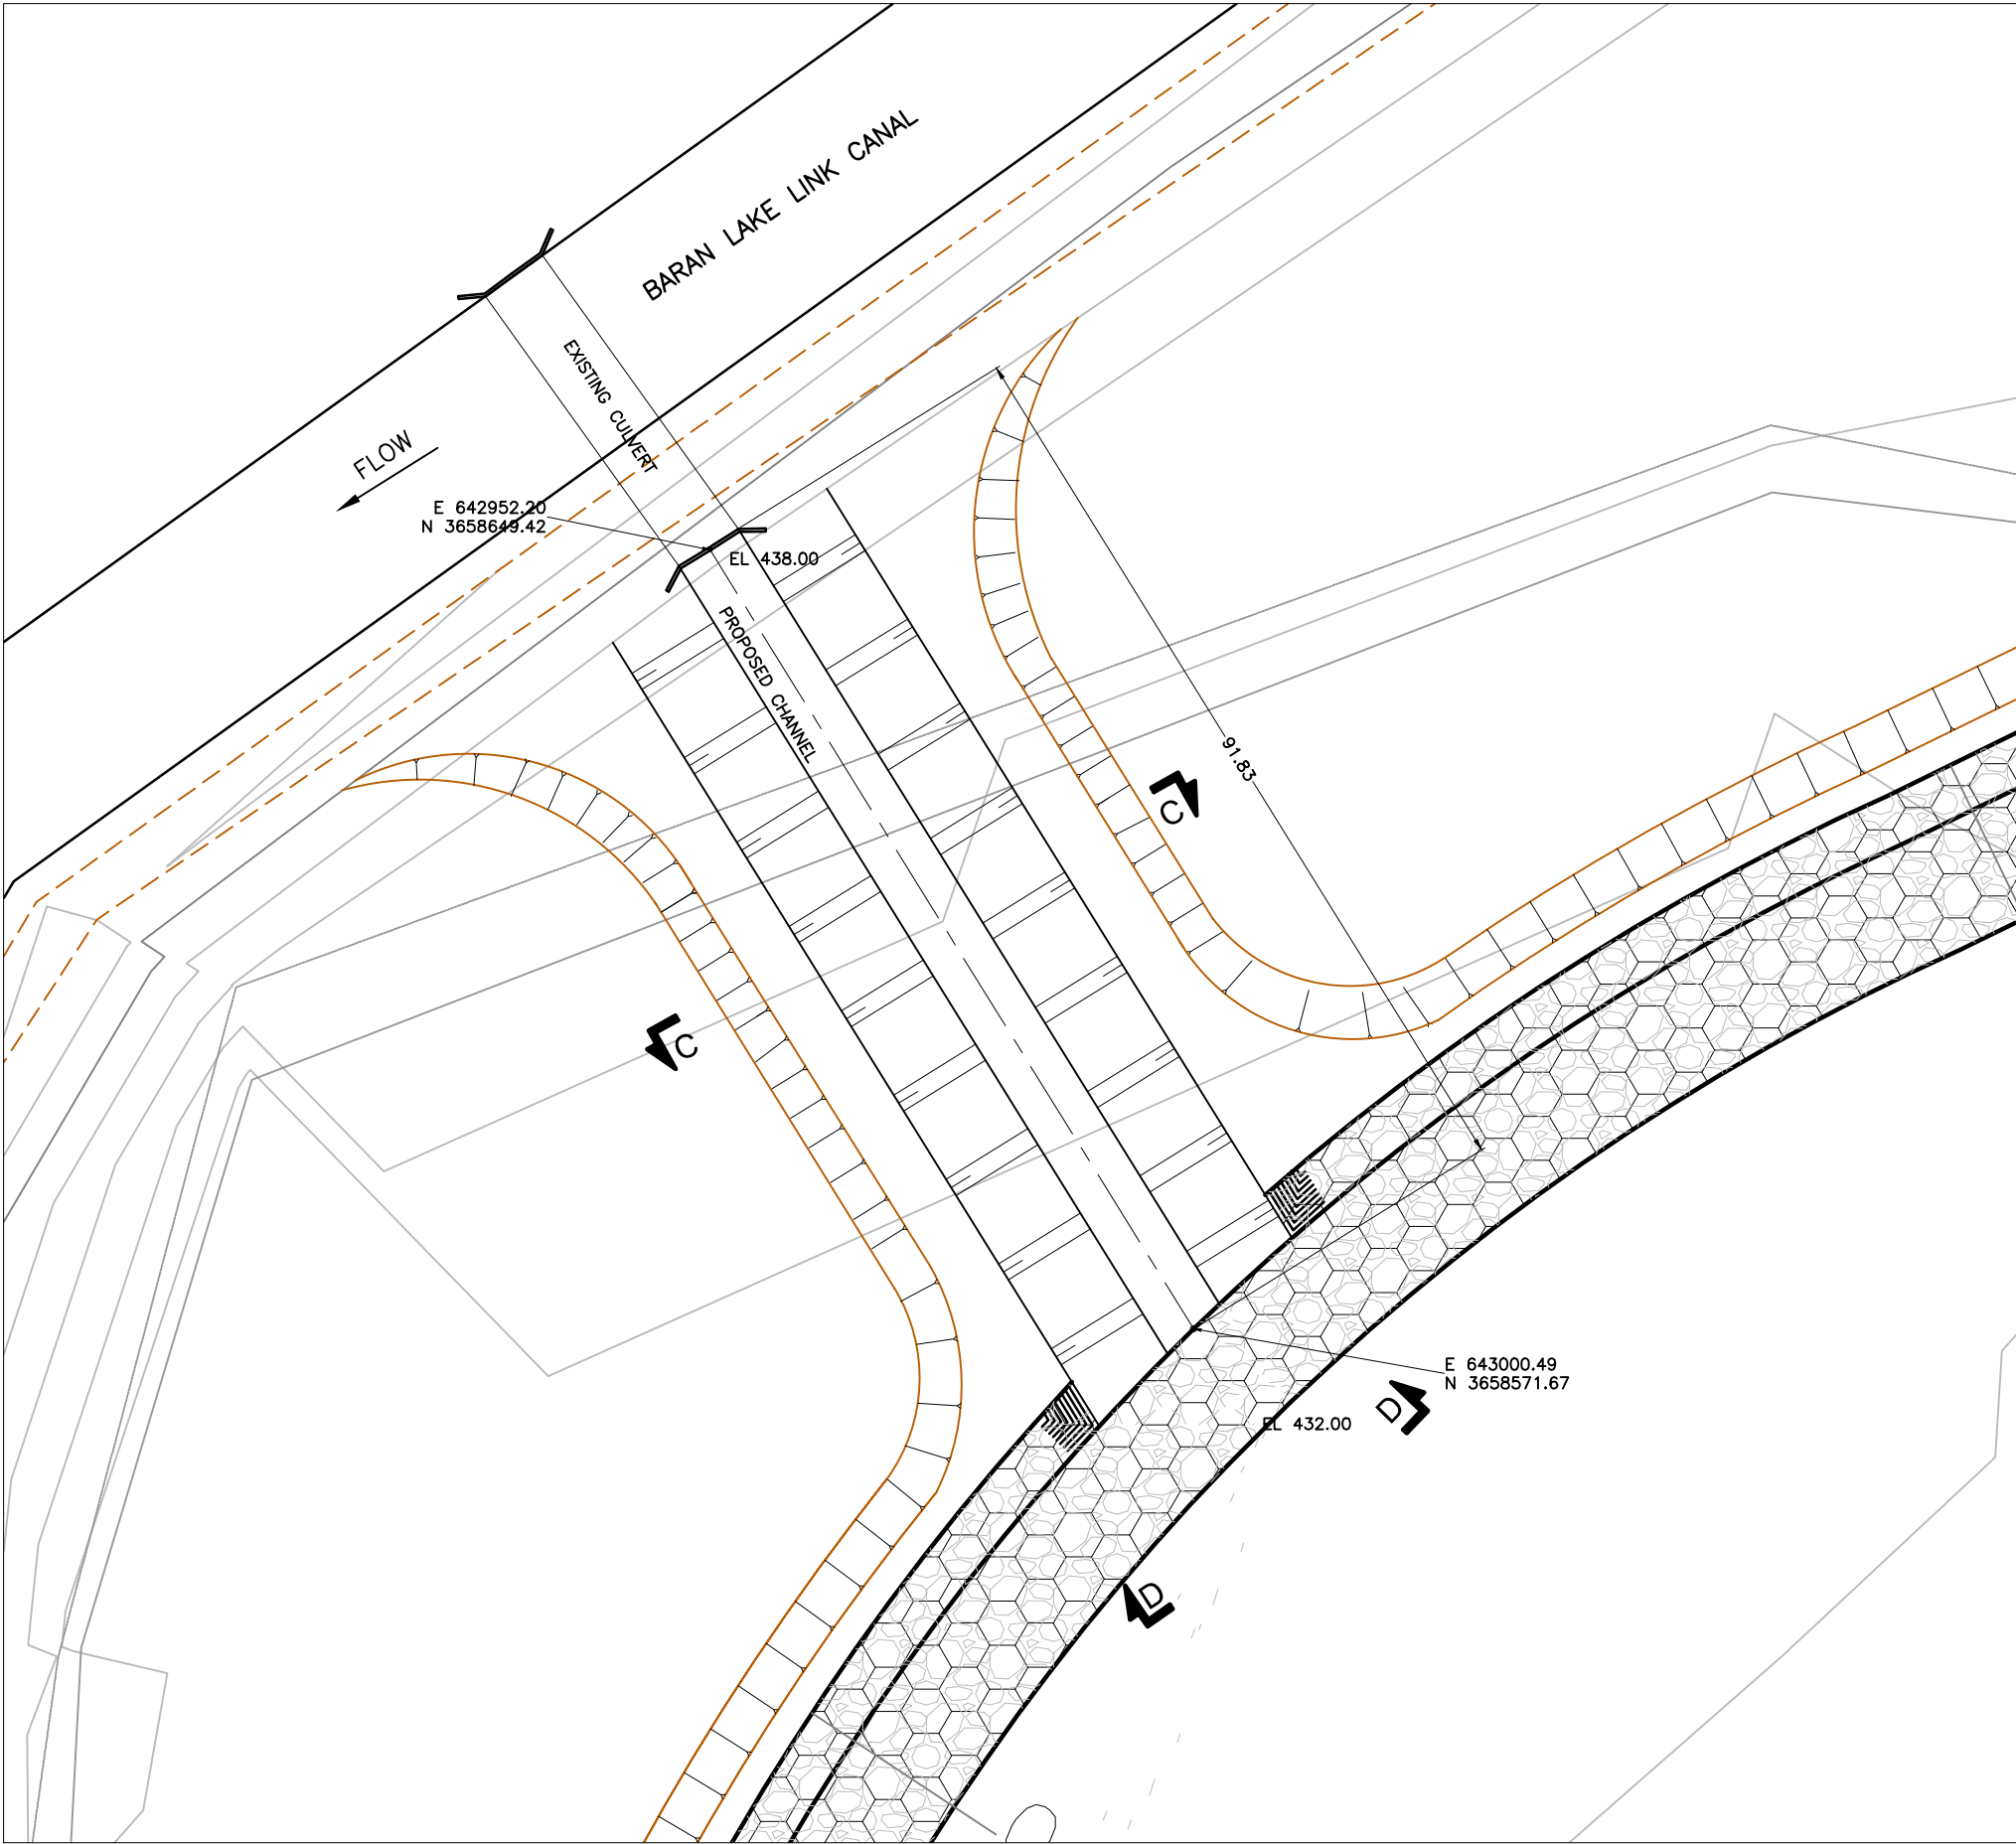 BARAN LAKE LINK CANAL
EXISTING CULVERT
FLOW
E 642952.20
N 3658649.42
EL 438.00
PROPOSED CHANNEL
91.83
C
C
E 643000.49
N 3658571.67
D
EL 432.00
D